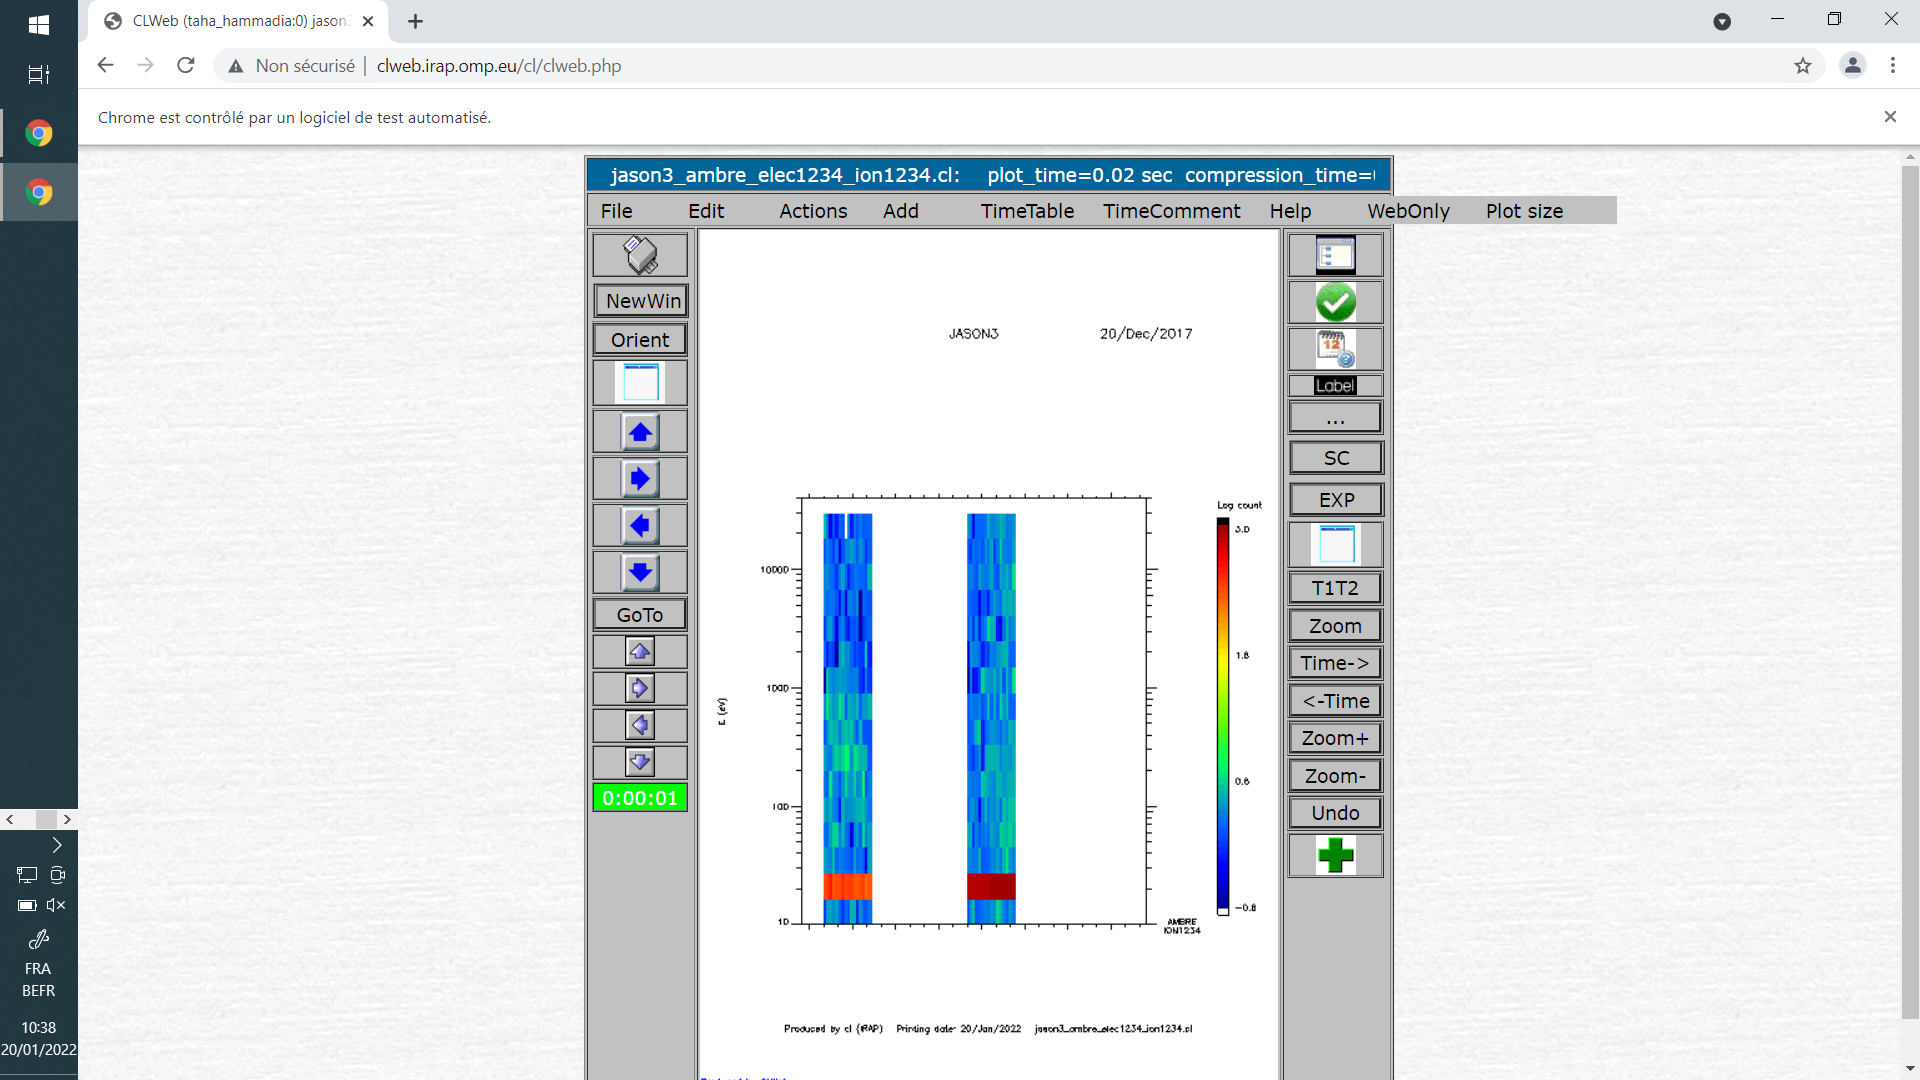 CLWeb (taha_hammadia:0) jason3
Non sécurisé | clweb.irap.omp.eu/cl/clweb.php
Chrome est contrôlé par un logiciel de test automatisé.
jason3_ambre_elec1234_ion1234.cl: plot_time=0.02 sec compression_time=
File Edit Actions Add TimeTable TimeComment Help WebOnly Plot size
NewWin
Orient
GoTo
0:00:01
JASON3 20/Dec/2017
Log count
3.0
1.8
0.6
-0.8
10000
1000
100
10
E (eV)
AMBRE
ION1234
Produced by cl (IRAP) Printing date: 20/Jan/2022 jason3_ambre_elec1234_ion1234.cl
12
Label
...
SC
EXP
T1T2
Zoom
Time->
<-Time
Zoom+
Zoom-
Undo
FRA
BEFR
10:38
20/01/2022